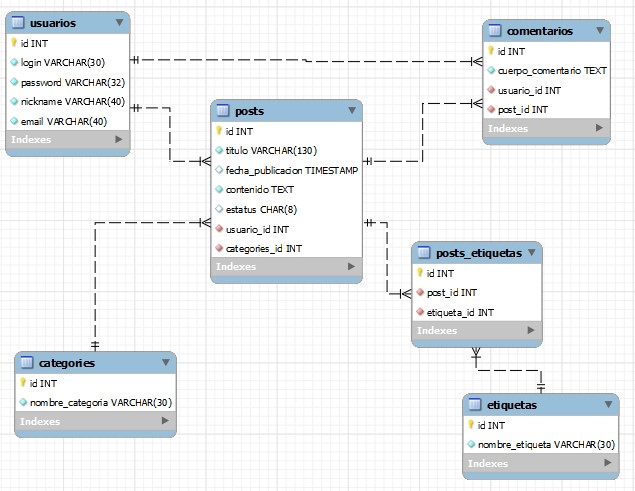 usuarios
id INT
login VARCHAR(30)
password VARCHAR(32)
nickname VARCHAR(40)
email VARCHAR(40)
Indexes
comentarios
id INT
cuerpo_comentario TEXT
usuario_id INT
post_id INT
Indexes
posts
id INT
titulo VARCHAR(130)
fecha_publicacion TIMESTAMP
contenido TEXT
estatus CHAR(8)
usuario_id INT
categories_id INT
Indexes
posts_etiquetas
id INT
post_id INT
etiqueta_id INT
Indexes
categories
id INT
nombre_categoria VARCHAR(30)
Indexes
etiquetas
id INT
nombre_etiqueta VARCHAR(30)
Indexes